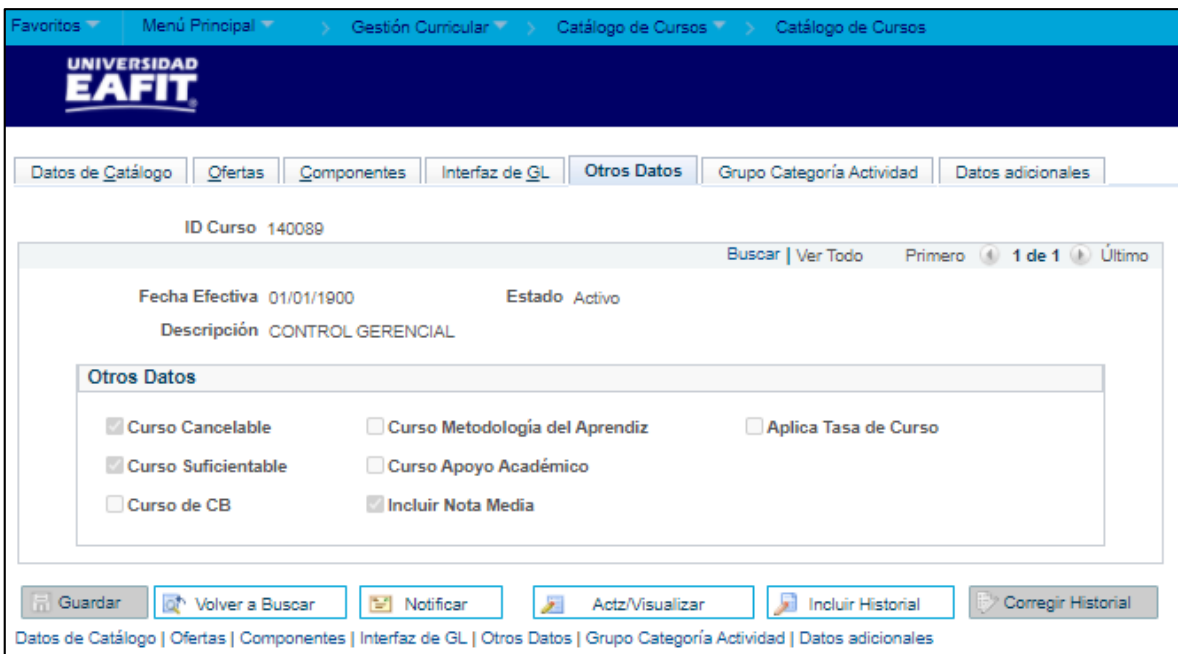 Favoritos Menú Principal > Gestión Curricular > Catálogo de Cursos > Catálogo de Cursos
UNIVERSIDAD
EAFIT®
Datos de Catálogo Ofertas Componentes Interfaz de GL Otros Datos Grupo Categoría Actividad Datos adicionales
ID Curso 140089
Buscar | Ver Todo Primero 1 de 1 Último
Fecha Efectiva 01/01/1900 Estado Activo
Descripción CONTROL GERENCIAL
Otros Datos
Curso Cancelable Curso Metodología del Aprendiz Aplica Tasa de Curso
Curso Suficientable Curso Apoyo Académico
Curso de CB Incluir Nota Media
Guardar Volver a Buscar Notificar Actz/Visualizar Incluir Historial Corregir Historial
Datos de Catálogo | Ofertas | Componentes | Interfaz de GL | Otros Datos | Grupo Categoría Actividad | Datos adicionales